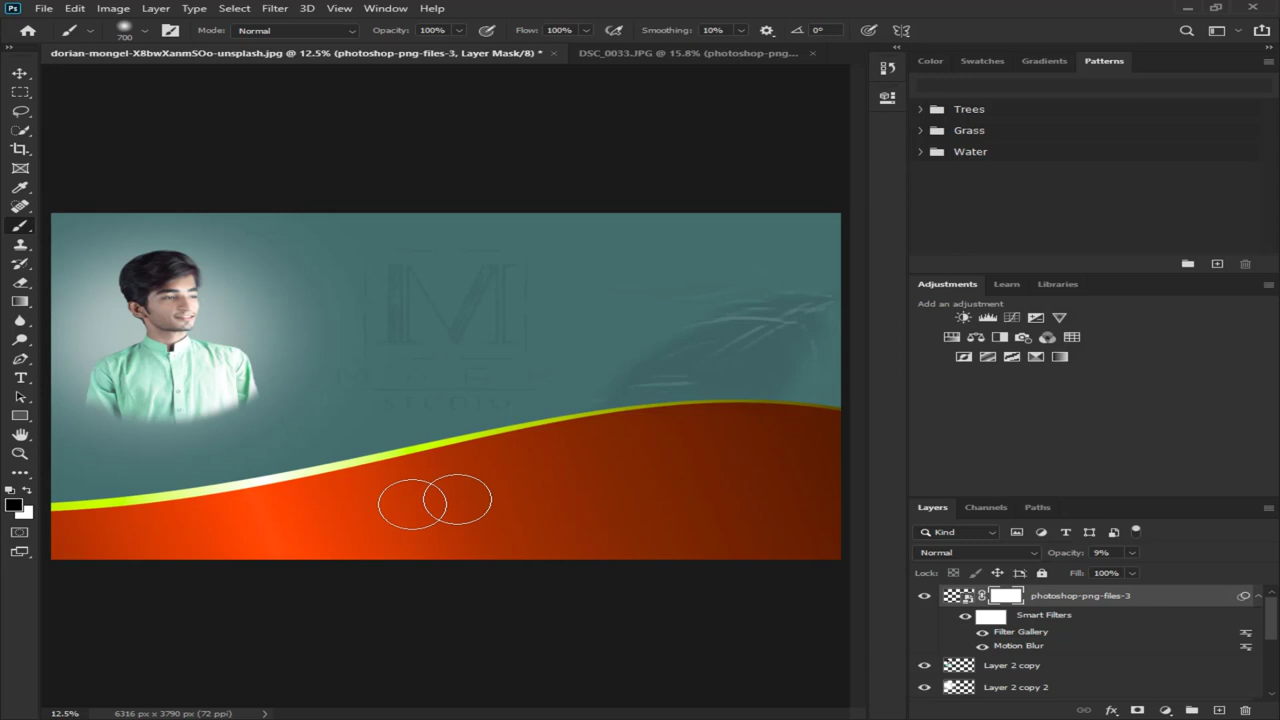 Ps File Edit Image Layer Type Select Filter 3D View Window Help
700 Mode: Normal Opacity: 100% Flow: 100% Smoothing: 10% 0°
dorian-mongel-X8bwXanmSOo-unsplash.jpg @ 12.5% (photoshop-png-files-3, Layer Mask/8) * × DSC_0033.JPG @ 15.8% (photoshop-png... ×
Color Swatches Gradients Patterns
Trees
Grass
Water
M
STUDIO
Adjustments Learn Libraries
Add an adjustment
Layers Channels Paths
Kind
Normal Opacity: 9%
Lock: Fill: 100%
photoshop-png-files-3
Smart Filters
Filter Gallery
Motion Blur
Layer 2 copy
Layer 2 copy 2
12.5% 6316 px x 3790 px (72 ppi)